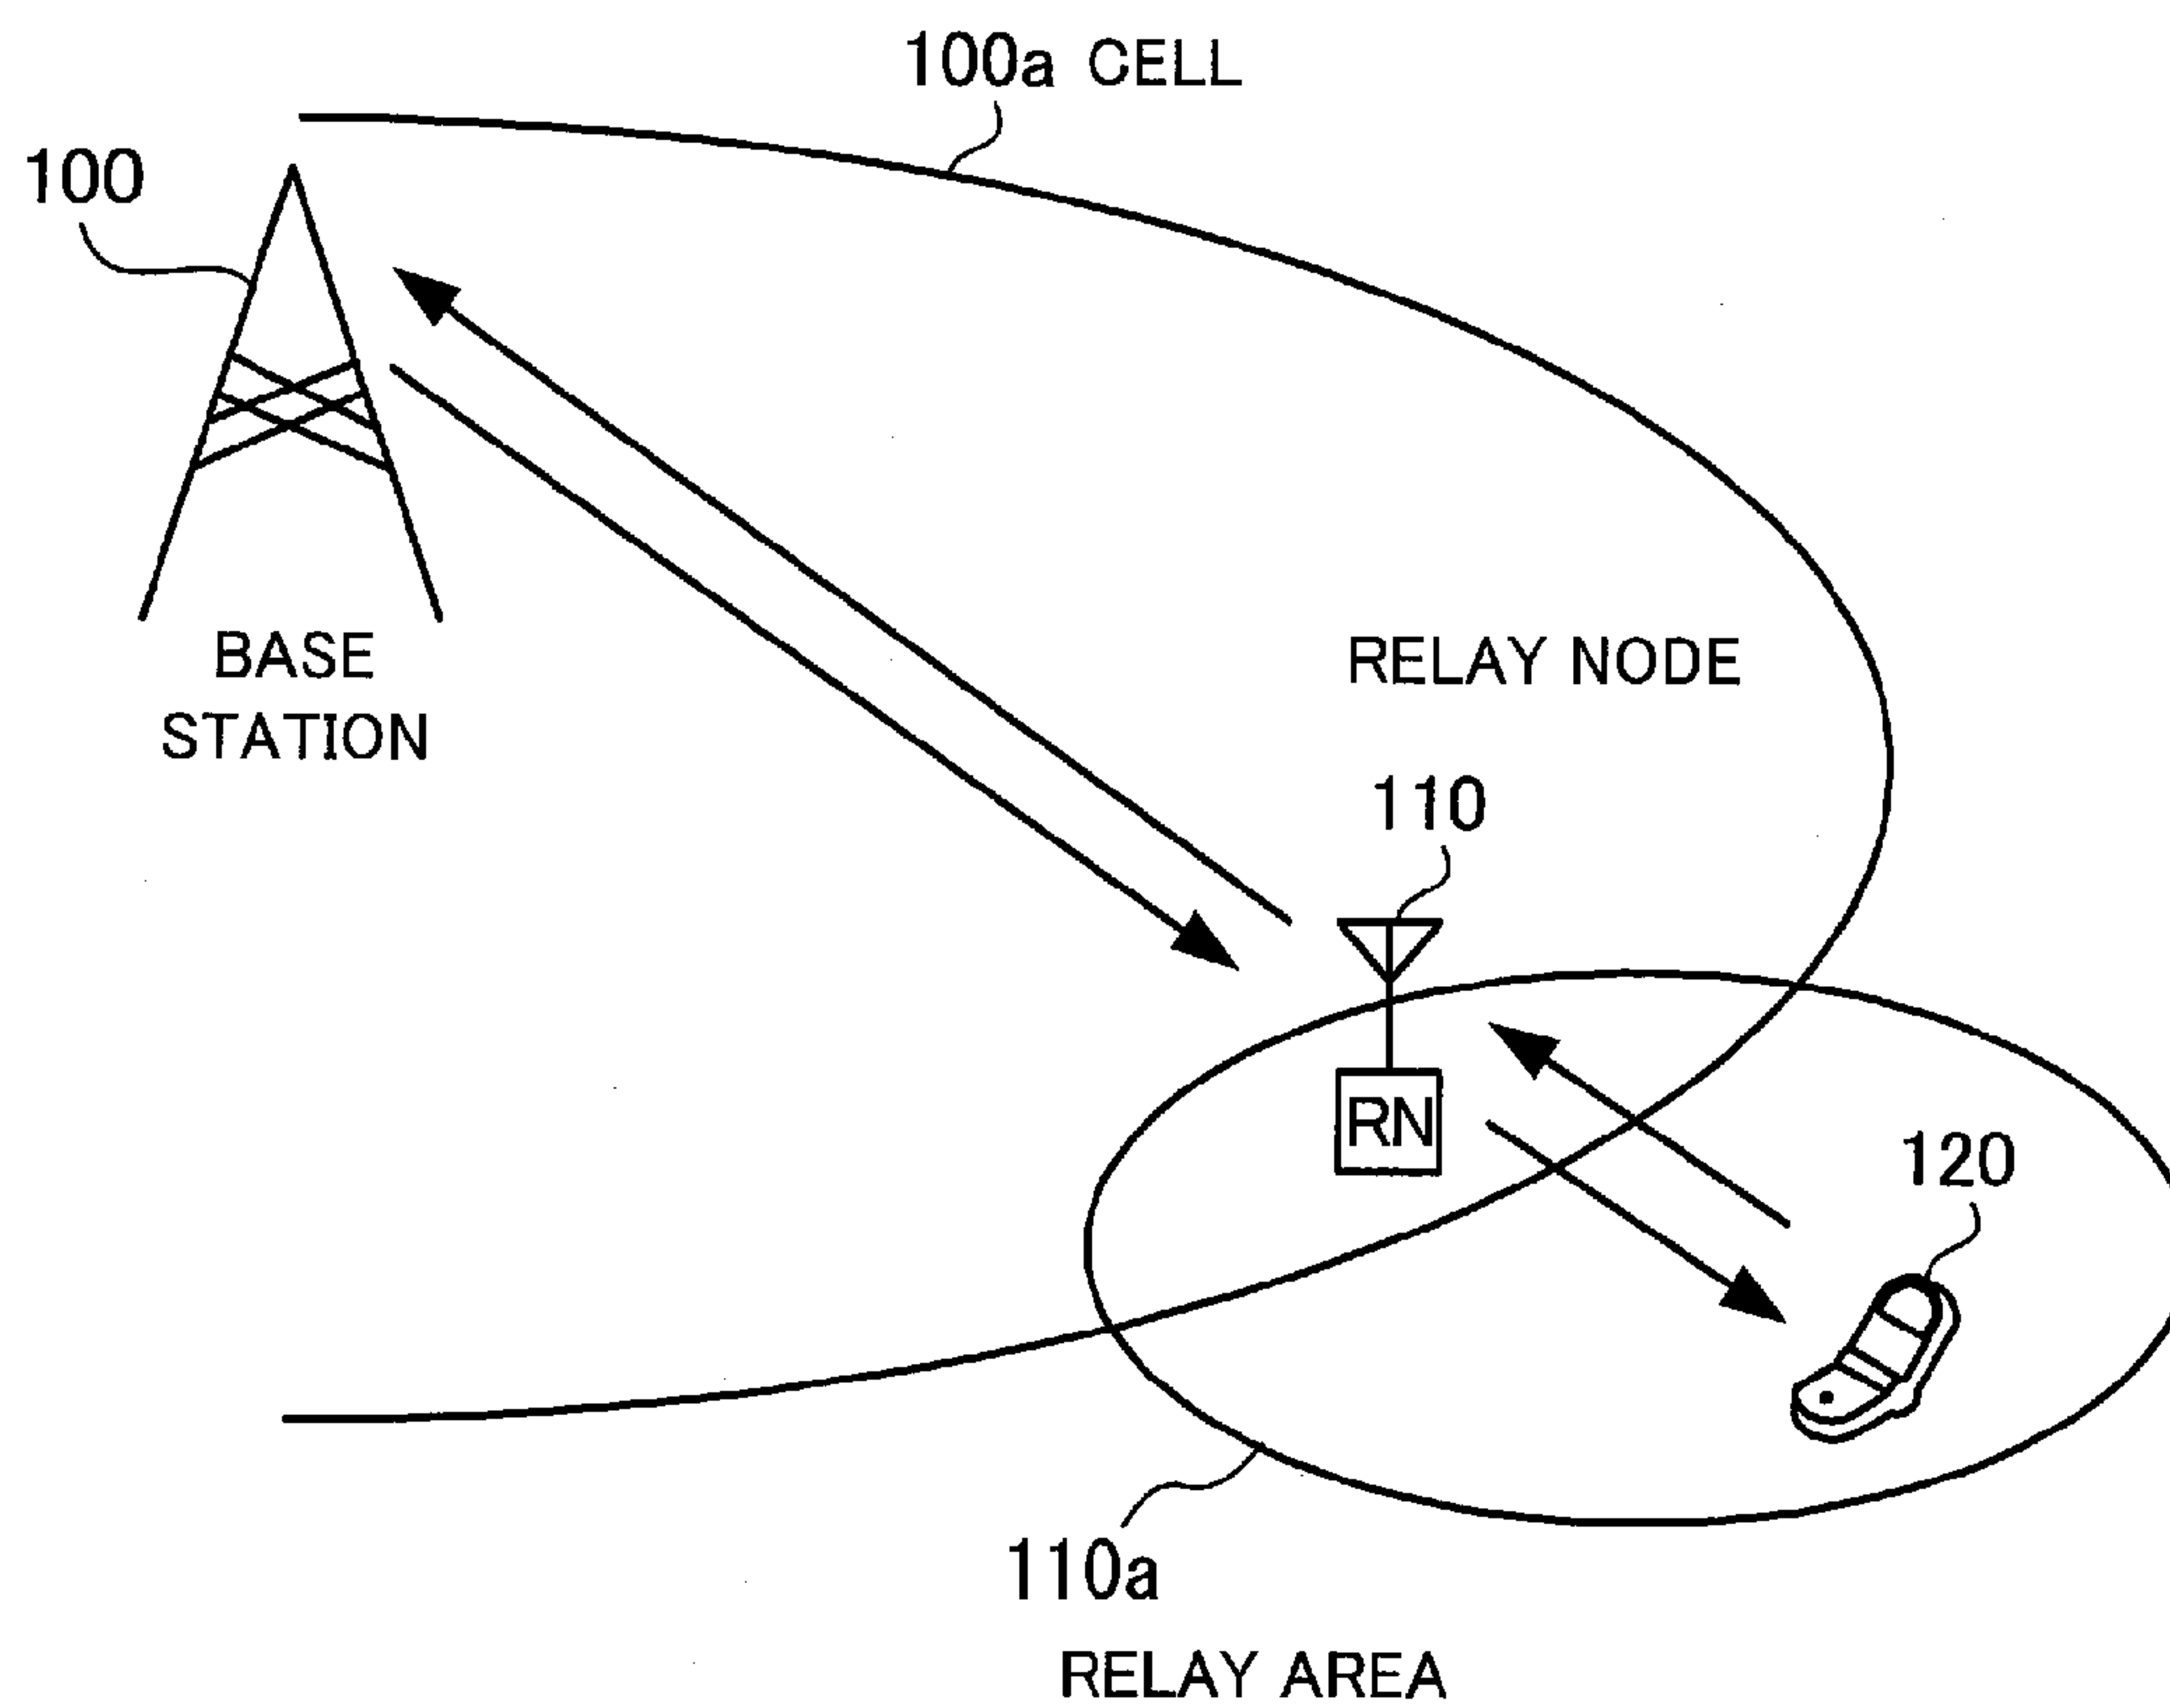 100a CELL
100
BASE
STATION
RELAY NODE
110
RN
120
110a
RELAY AREA